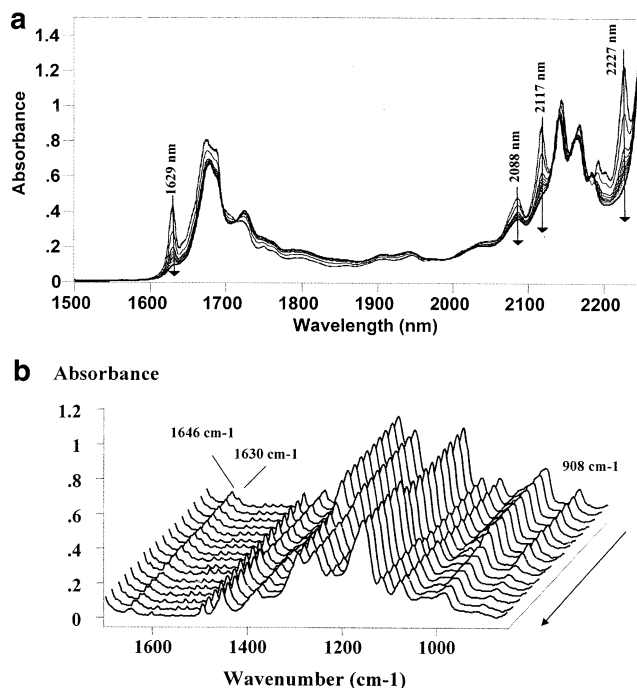 a
1.4
1.2
1
.8
.6
.4
.2
0
Absorbance
1629 nm
2088 nm
2117 nm
2227 nm
1500 1600 1700 1800 1900 2000 2100 2200
Wavelength (nm)
b Absorbance
1.2
1
.8
.6
.4
.2
0
1646 cm-1
1630 cm-1
908 cm-1
1600 1400 1200 1000
Wavenumber (cm-1)